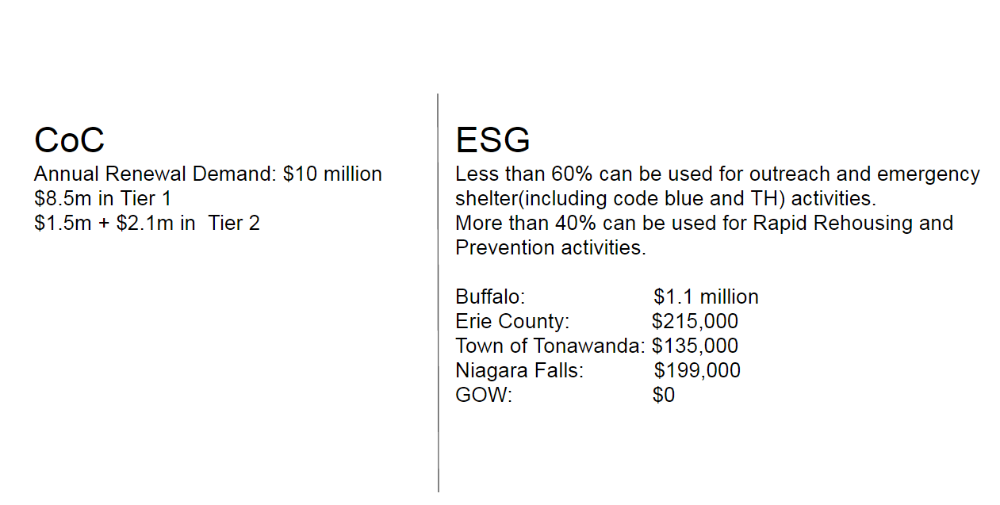 CoC
Annual Renewal Demand: $10 million
$8.5m in Tier 1
$1.5m + $2.1m in  Tier 2
ESG
Less than 60% can be used for outreach and emergency
shelter(including code blue and TH) activities.
More than 40% can be used for Rapid Rehousing and
Prevention activities.
Buffalo: $1.1 million
Erie County: $215,000
Town of Tonawanda: $135,000
Niagara Falls: $199,000
GOW: $0